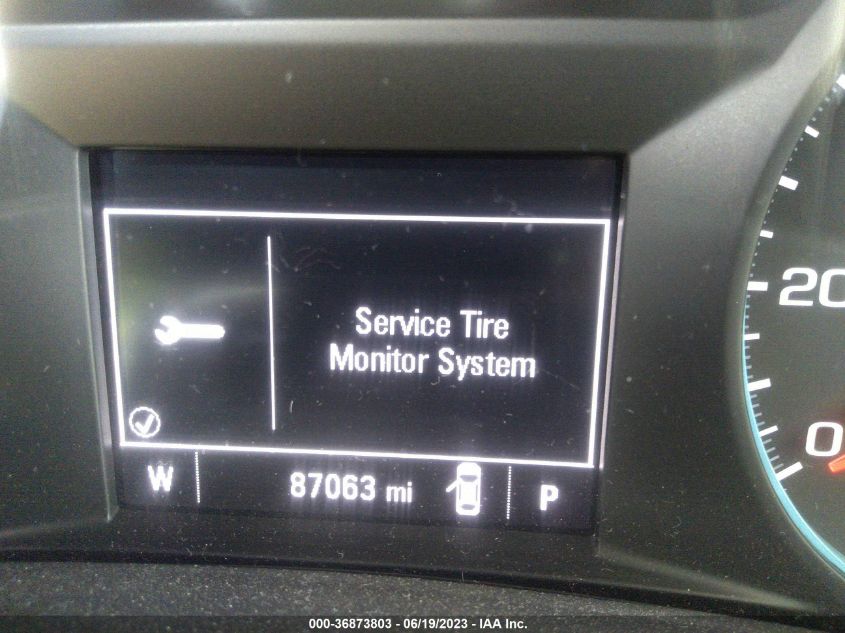 Service Tire
Monitor System
W
87063 mi
P
20
0
000-36873803 - 06/19/2023 - IAA Inc.